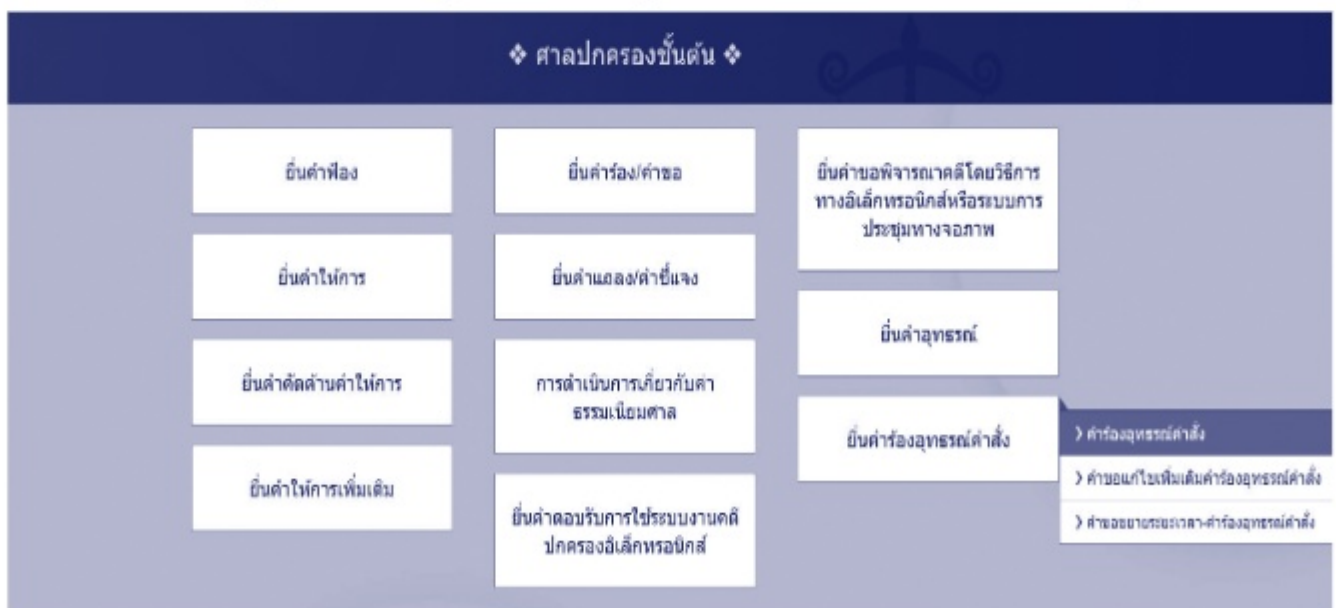 ❖ ศาลปกครองชั้นต้น ❖
ยื่นคำฟ้อง
ยื่นคำให้การ
ยื่นคำคัดค้านคำให้การ
ยื่นคำให้การเพิ่มเติม
ยื่นคำร้อง/คำขอ
ยื่นคำแถลง/คำชี้แจง
การดำเนินการเกี่ยวกับค่า
ธรรมเนียมศาล
ยื่นคำตอบรับการใช้ระบบงานคดี
ปกครองอิเล็กทรอนิกส์
ยื่นคำขอพิจารณาคดีโดยวิธีการ
ทางอิเล็กทรอนิกส์หรือระบบการ
ประชุมทางจอภาพ
ยื่นคำอุทธรณ์
ยื่นคำร้องอุทธรณ์คำสั่ง
❯ คำร้องอุทธรณ์คำสั่ง
❯ คำขอแก้ไขเพิ่มเติมคำร้องอุทธรณ์คำสั่ง
❯ คำขอขยายระยะเวลา-คำร้องอุทธรณ์คำสั่ง